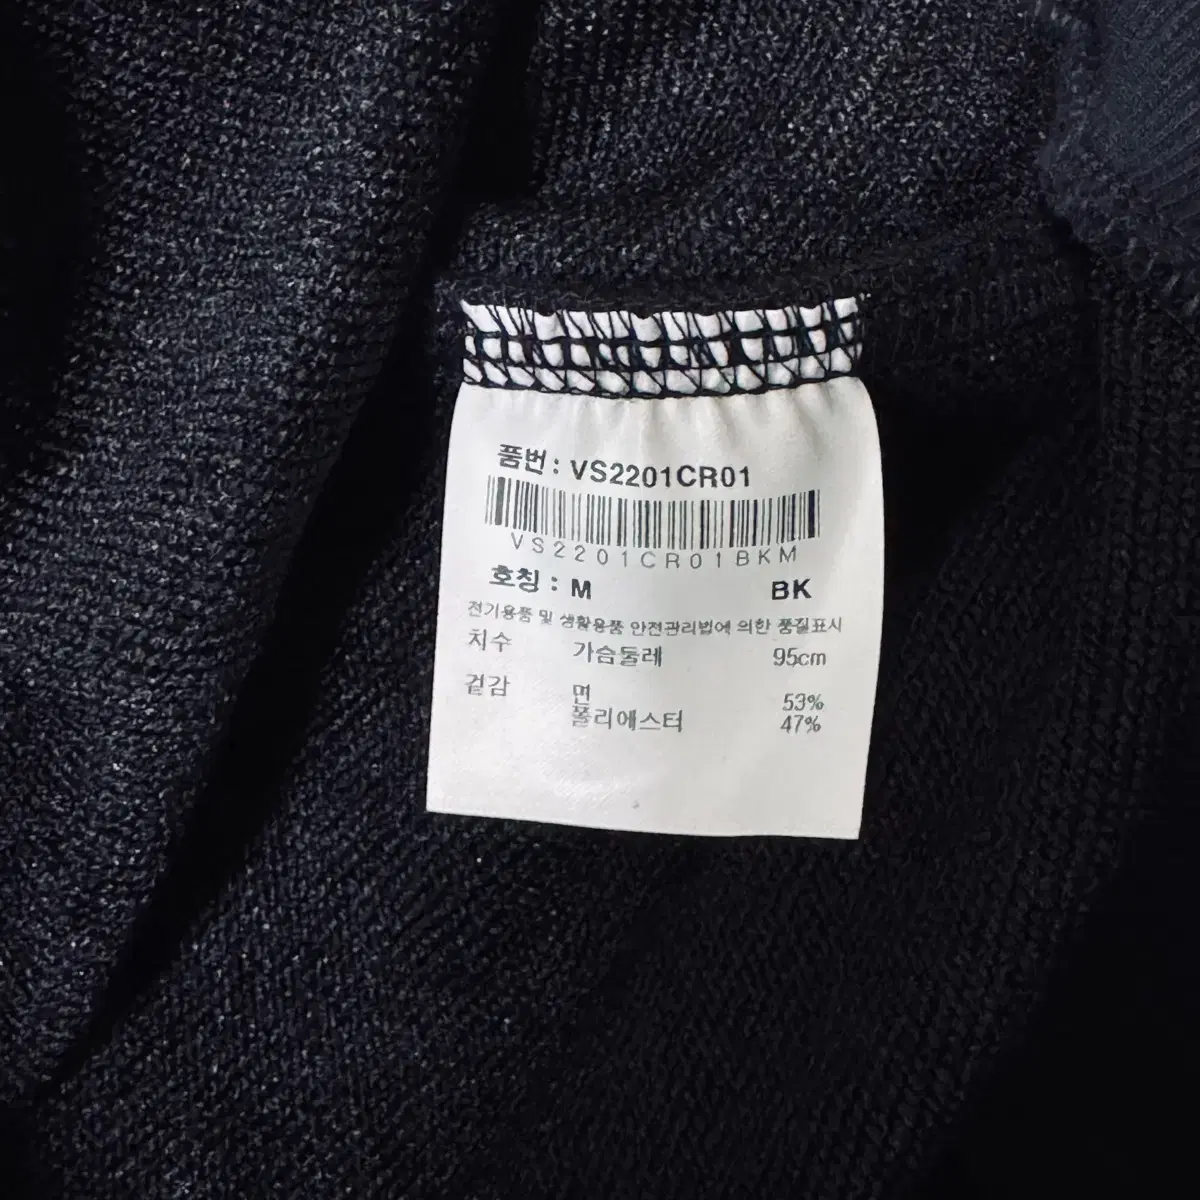 품번 : VS2201CR01
VS2201CR01BKM
호칭 : M BK
전기용품 및 생활용품 안전관리법에 의한 품질표시
치수 가슴둘레 95cm
겉감 면 53%
폴리에스터 47%